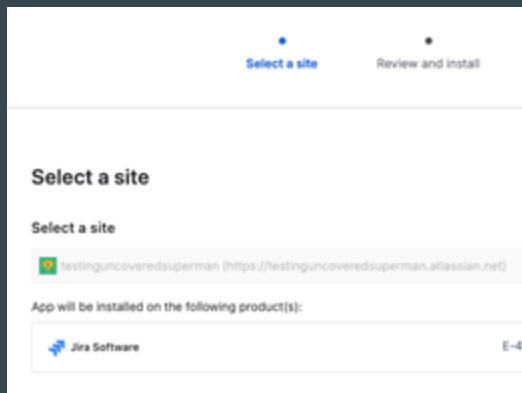 Select a site
Review and install
Select a site
Select a site
testinguncoveredsuperman (https://testinguncoveredsuperman.atlassian.net)
App will be installed on the following product(s):
Jira Software
E-4